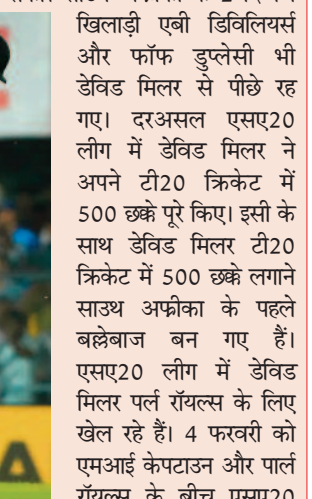 खिलाड़ी एबी डिविलियर्स
और फॉफ डुप्लेसी भी
डेविड मिलर से पीछे रह
गए। दरअसल एसए20
लीग में डेविड मिलर ने
अपने टी20 क्रिकेट में
500 छक्के पूरे किए। इसी के
साथ डेविड मिलर टी20
क्रिकेट में 500 छक्के लगाने
साउथ अफ्रीका के पहले
बल्लेबाज बन गए हैं।
एसए20 लीग में डेविड
मिलर पर्ल रॉयल्स के लिए
खेल रहे हैं। 4 फरवरी को
एमआई केपटाउन और पार्ल
रॉयल्स के बीच एसए20